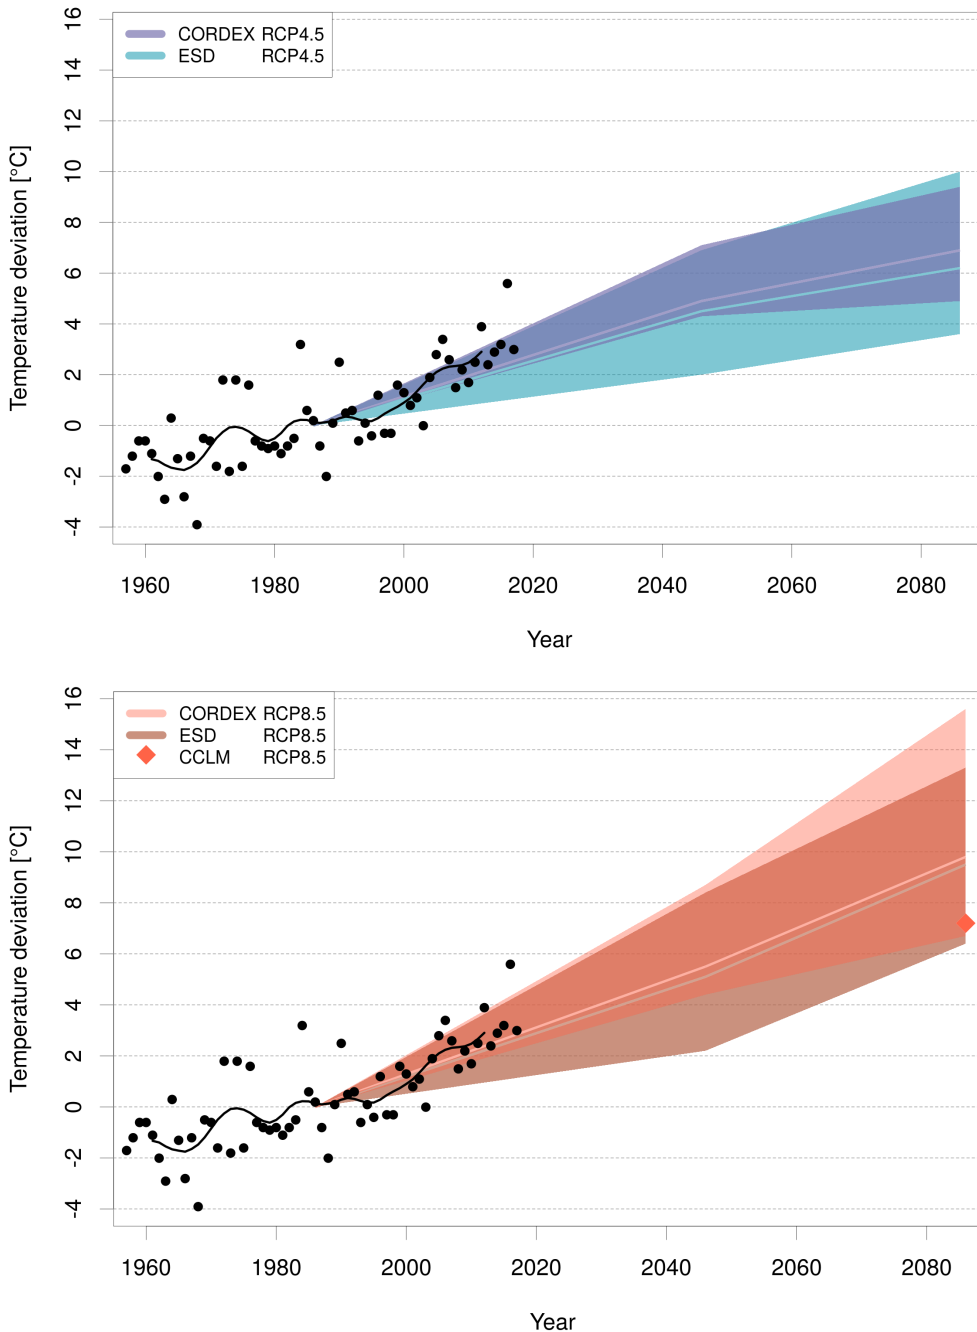 CORDEX RCP4.5
ESD RCP4.5
16
14
12
10
8
6
4
2
0
-2
-4
Temperature deviation [°C]
1960 1980 2000 2020 2040 2060 2080
Year
CORDEX RCP8.5
ESD RCP8.5
CCLM RCP8.5
16
14
12
10
8
6
4
2
0
-2
-4
Temperature deviation [°C]
1960 1980 2000 2020 2040 2060 2080
Year